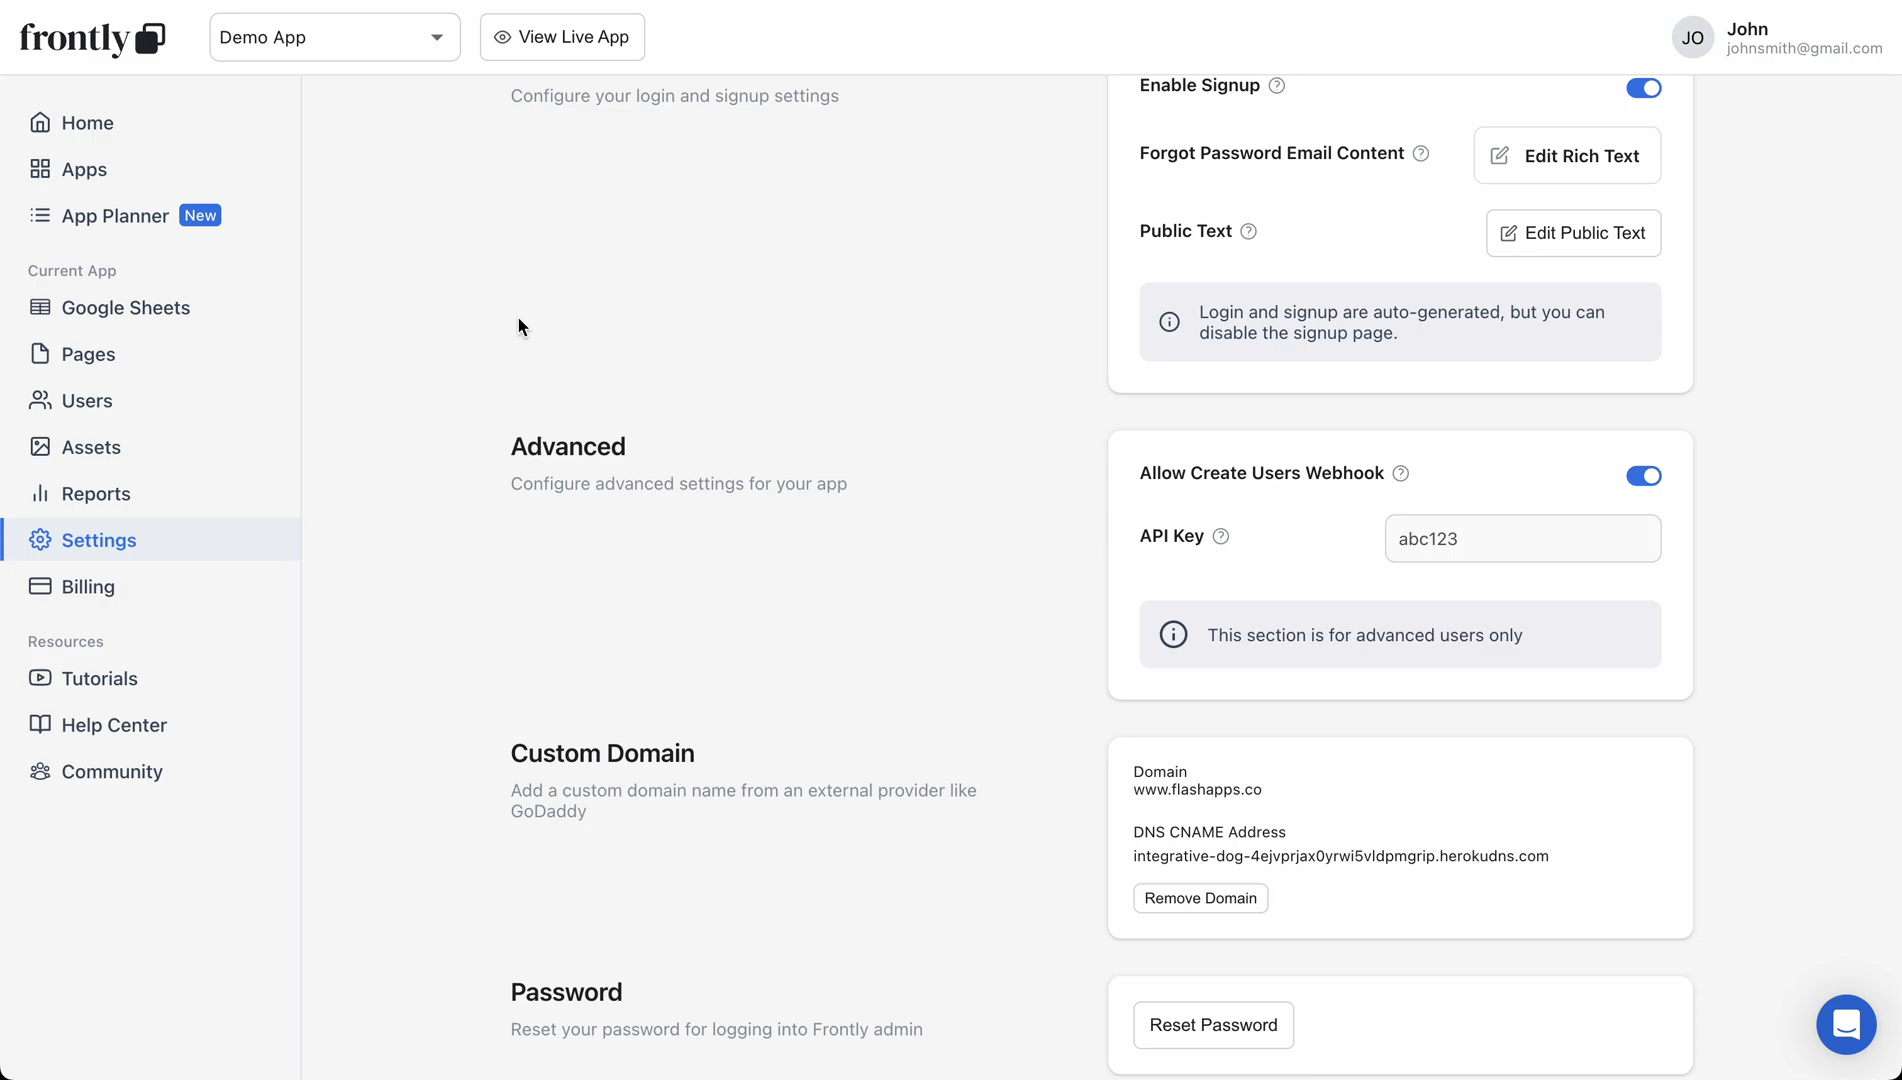 frontly
Demo App
View Live App
JO
John
johnsmith@gmail.com
Home
Apps
App Planner New
Current App
Google Sheets
Pages
Users
Assets
Reports
Settings
Billing
Resources
Tutorials
Help Center
Community
Configure your login and signup settings
Enable Signup
Forgot Password Email Content
Edit Rich Text
Public Text
Edit Public Text
Login and signup are auto-generated, but you can
disable the signup page.
Advanced
Configure advanced settings for your app
Allow Create Users Webhook
API Key
abc123
This section is for advanced users only
Custom Domain
Add a custom domain name from an external provider like
GoDaddy
Domain
www.flashapps.co
DNS CNAME Address
integrative-dog-4ejvprjax0yrwi5vldpmgrip.herokudns.com
Remove Domain
Password
Reset your password for logging into Frontly admin
Reset Password